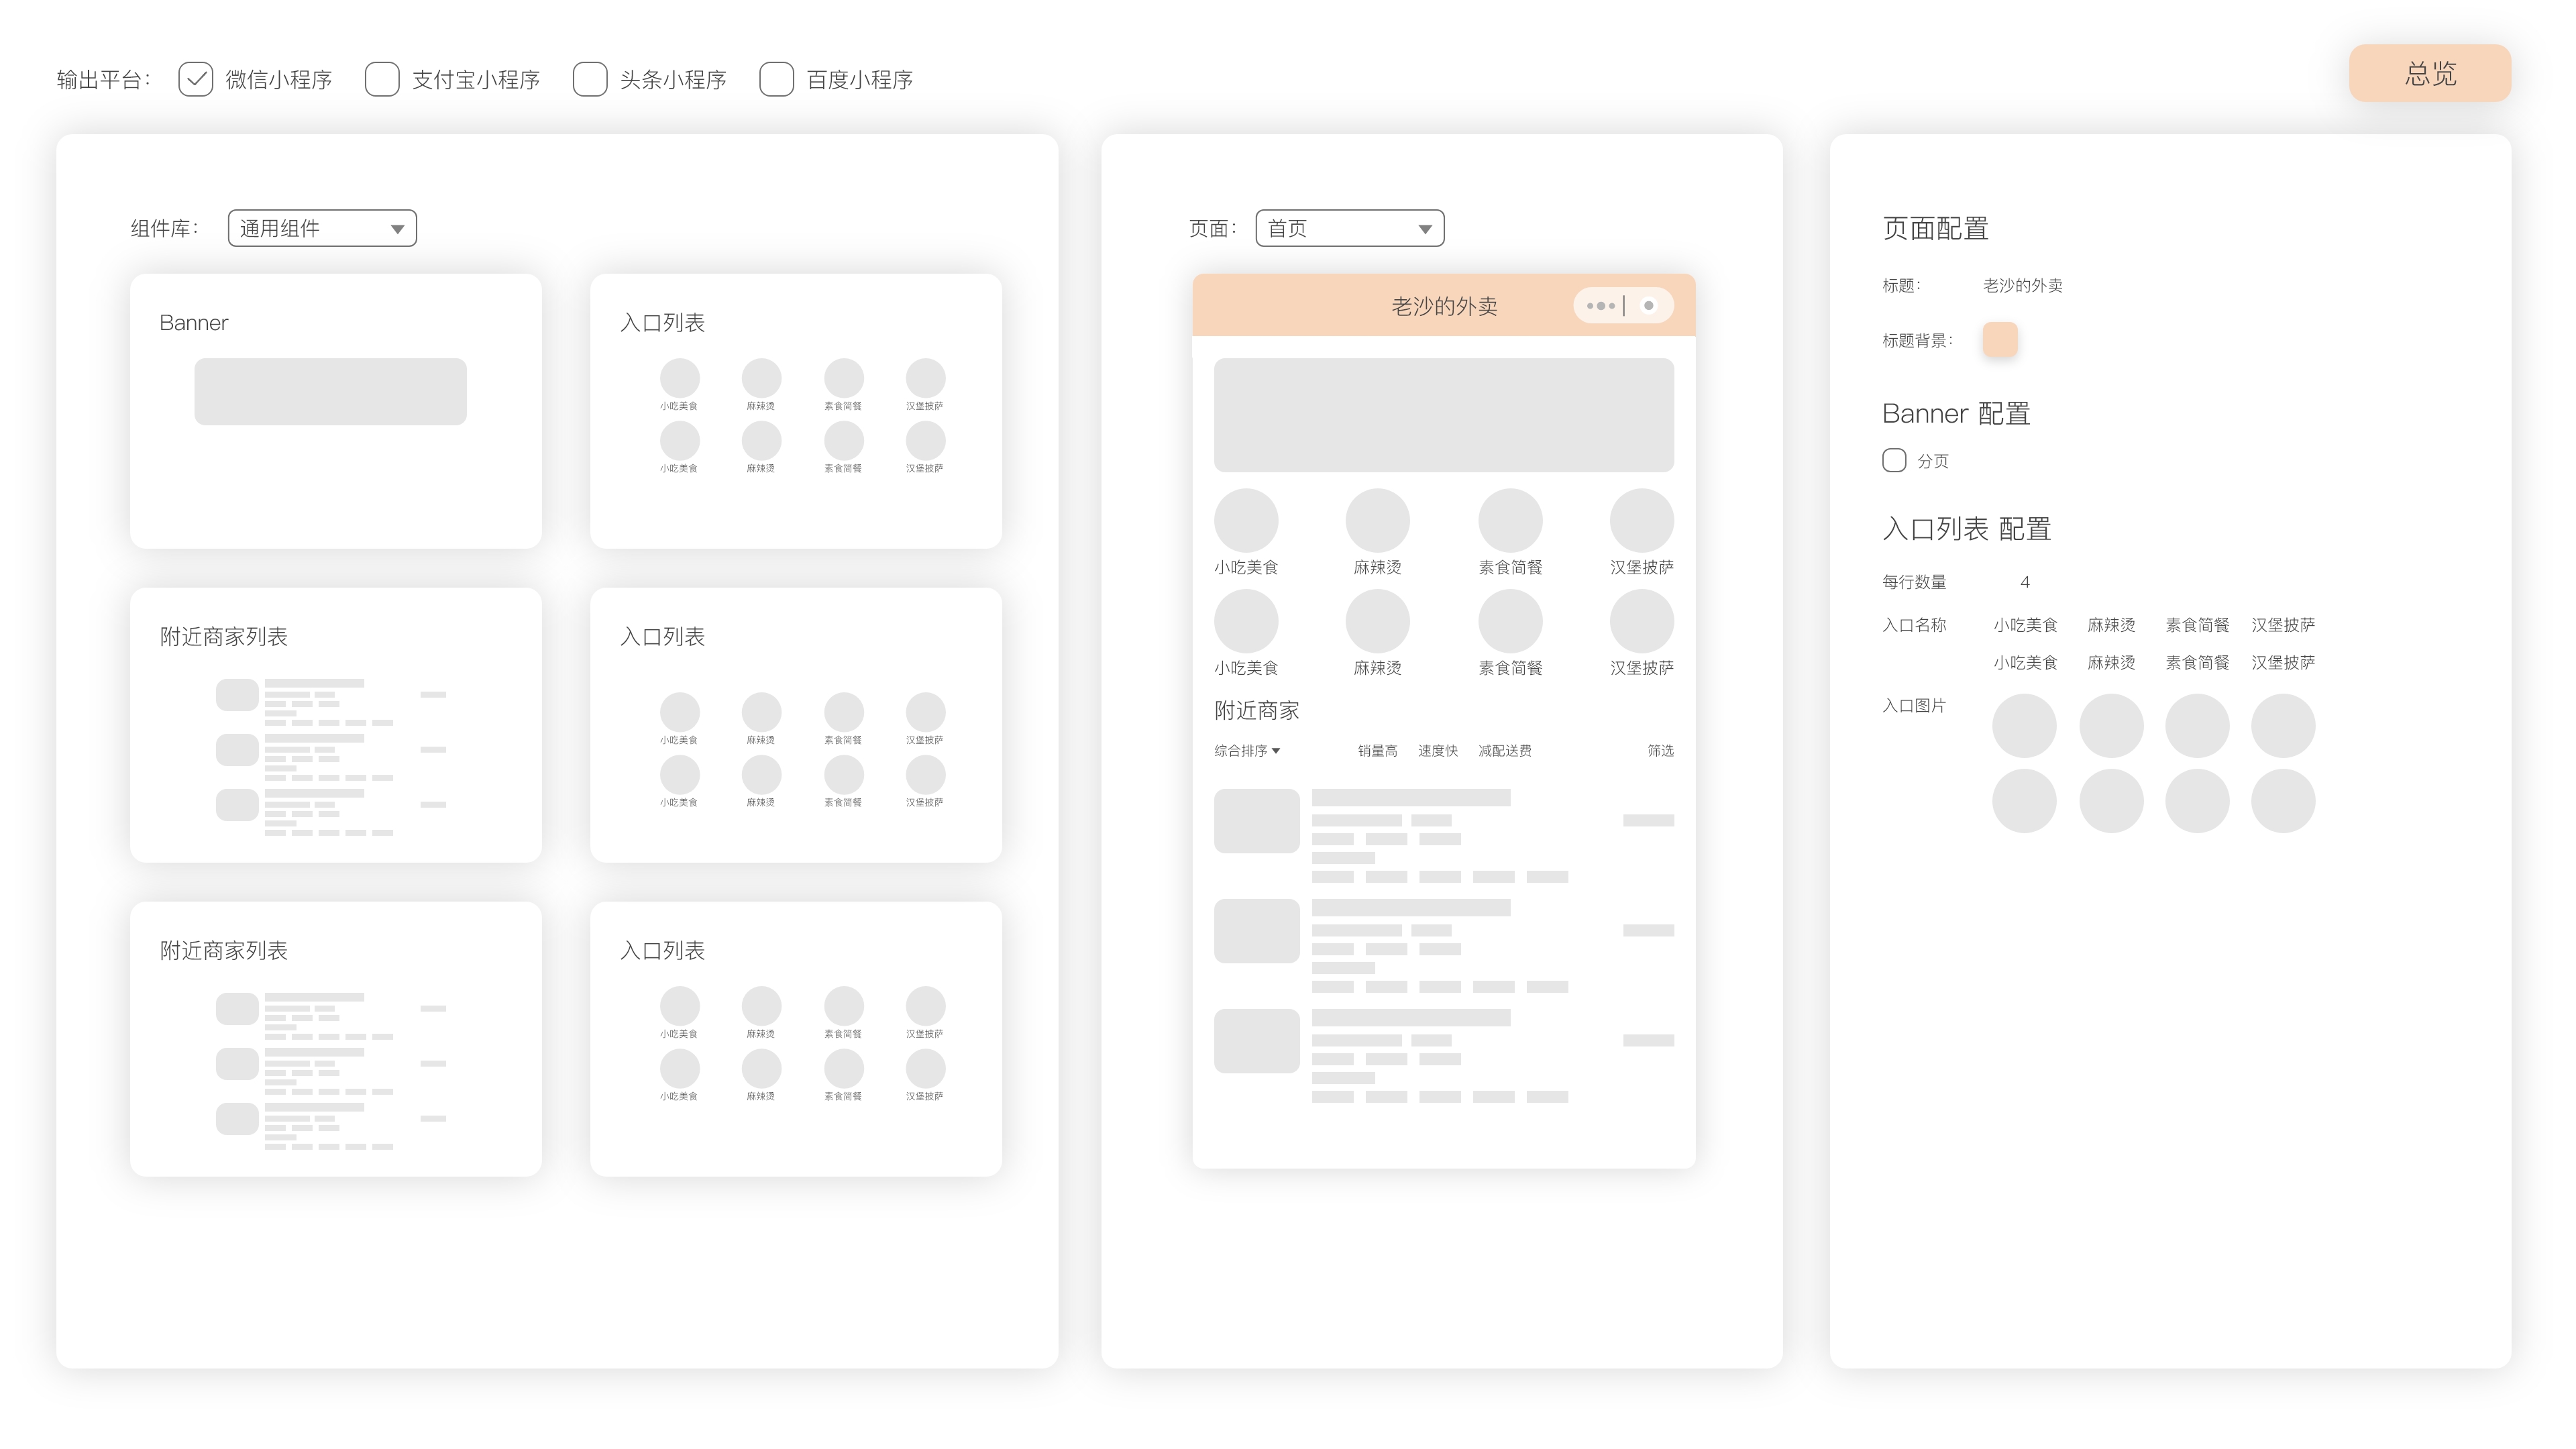 输出平台： 微信小程序 支付宝小程序 头条小程序 百度小程序
总览
组件库： 通用组件
Banner
入口列表
小吃美食 麻辣烫 素食简餐 汉堡披萨
小吃美食 麻辣烫 素食简餐 汉堡披萨
附近商家列表
入口列表
小吃美食 麻辣烫 素食简餐 汉堡披萨
小吃美食 麻辣烫 素食简餐 汉堡披萨
附近商家列表
入口列表
小吃美食 麻辣烫 素食简餐 汉堡披萨
小吃美食 麻辣烫 素食简餐 汉堡披萨
页面： 首页
老沙的外卖
小吃美食 麻辣烫 素食简餐 汉堡披萨
小吃美食 麻辣烫 素食简餐 汉堡披萨
附近商家
综合排序 销量高 速度快 减配送费 筛选
页面配置
标题： 老沙的外卖
标题背景：
Banner 配置
分页
入口列表 配置
每行数量 4
入口名称 小吃美食 麻辣烫 素食简餐 汉堡披萨
小吃美食 麻辣烫 素食简餐 汉堡披萨
入口图片